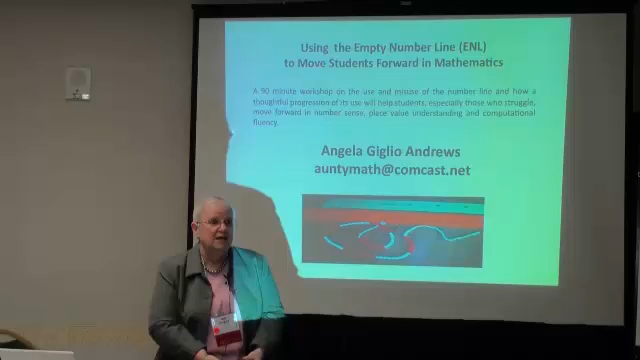 Using the Empty Number Line (ENL)
to Move Students Forward in Mathematics
A 90 minute workshop on the use and misuse of the number line and how a
thoughtful progression of its use will help students, especially those who struggle,
move forward in number sense, place value understanding and computational
fluency.
Angela Giglio Andrews
auntymath@comcast.net